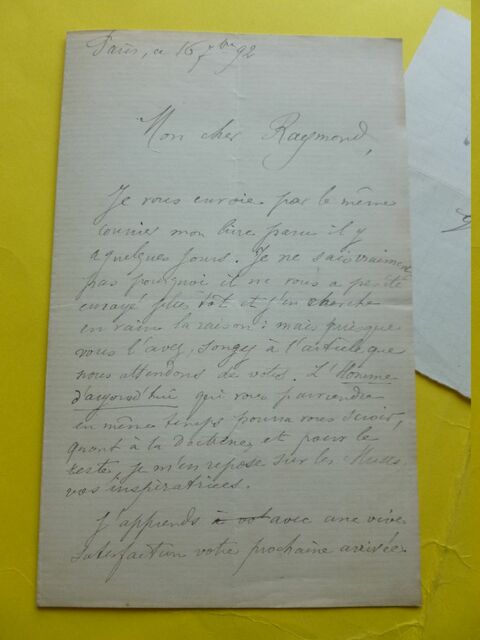 Paris, ce 16 7bre 92
Mon cher Raymond,
Je vous envoie par le même
courrier mon livre paru il y
a quelques jours. Je ne sais vraiment
pas pourquoi il ne vous a pas été
envoyé plus tôt et j'en cherche
en vain la raison : mais puisque
vous l'avez, songez à l'article que
nous attendons de vous. L'Homme
d'aujourd'hui qui vous parviendra
en même temps pourra vous servir,
quant à la Doctrine, et pour le
reste, je m'en repose sur les Muses
vos inspiratrices.
J'apprends à vot avec une vive
satisfaction votre prochaine arrivée.